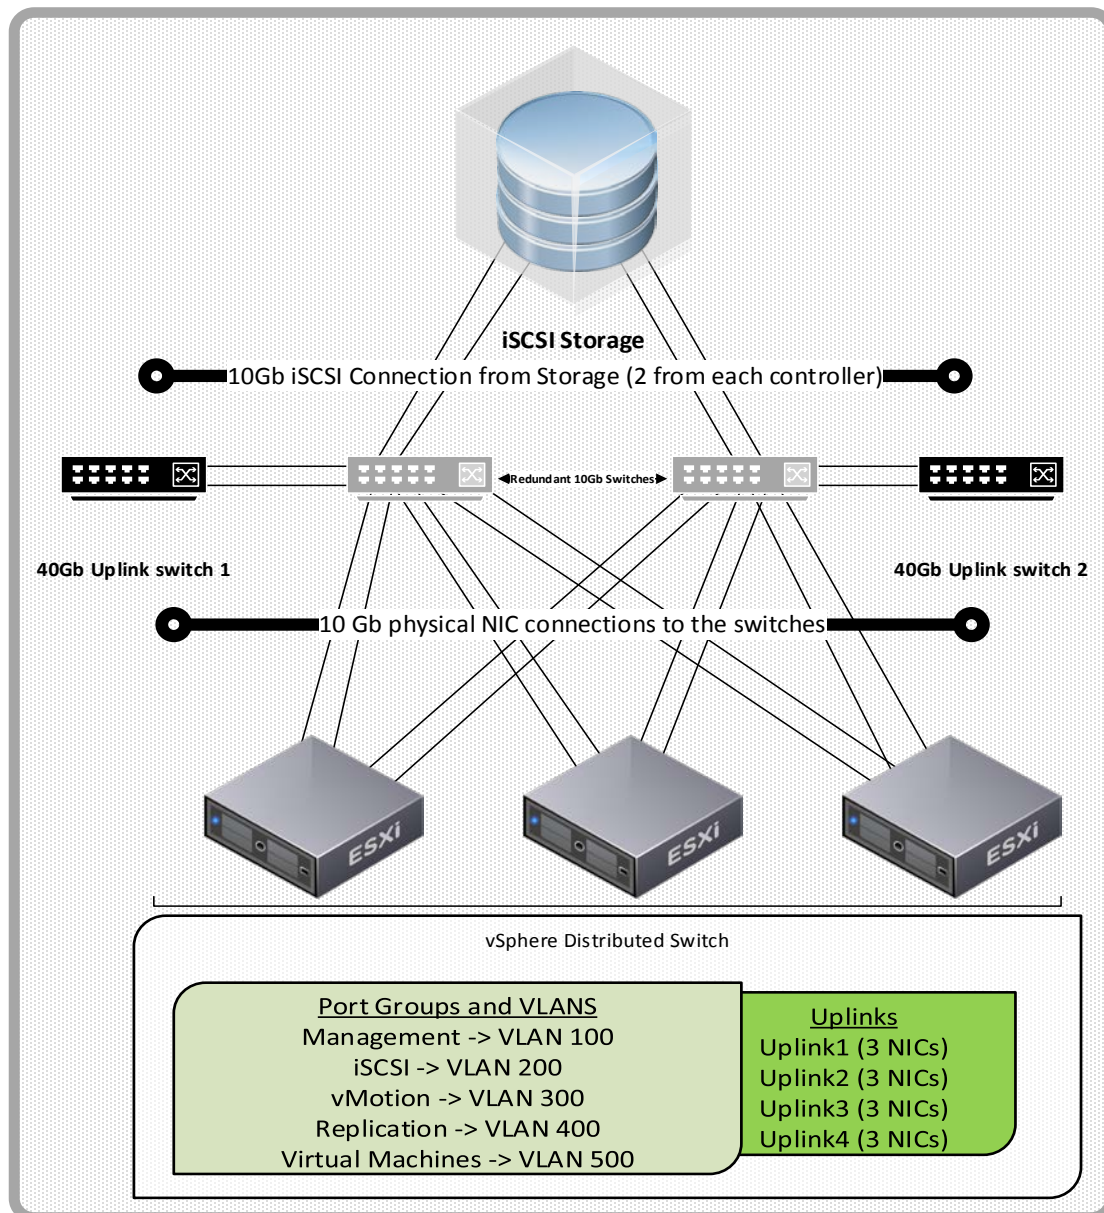 iSCSI Storage
10Gb iSCSI Connection from Storage (2 from each controller)
Redundant 10Gb Switches
40Gb Uplink switch 1
40Gb Uplink switch 2
10 Gb physical NIC connections to the switches
ESXi
ESXi
ESXi
vSphere Distributed Switch
Port Groups and VLANS
Management -> VLAN 100
iSCSI -> VLAN 200
vMotion -> VLAN 300
Replication -> VLAN 400
Virtual Machines -> VLAN 500
Uplinks
Uplink1 (3 NICs)
Uplink2 (3 NICs)
Uplink3 (3 NICs)
Uplink4 (3 NICs)